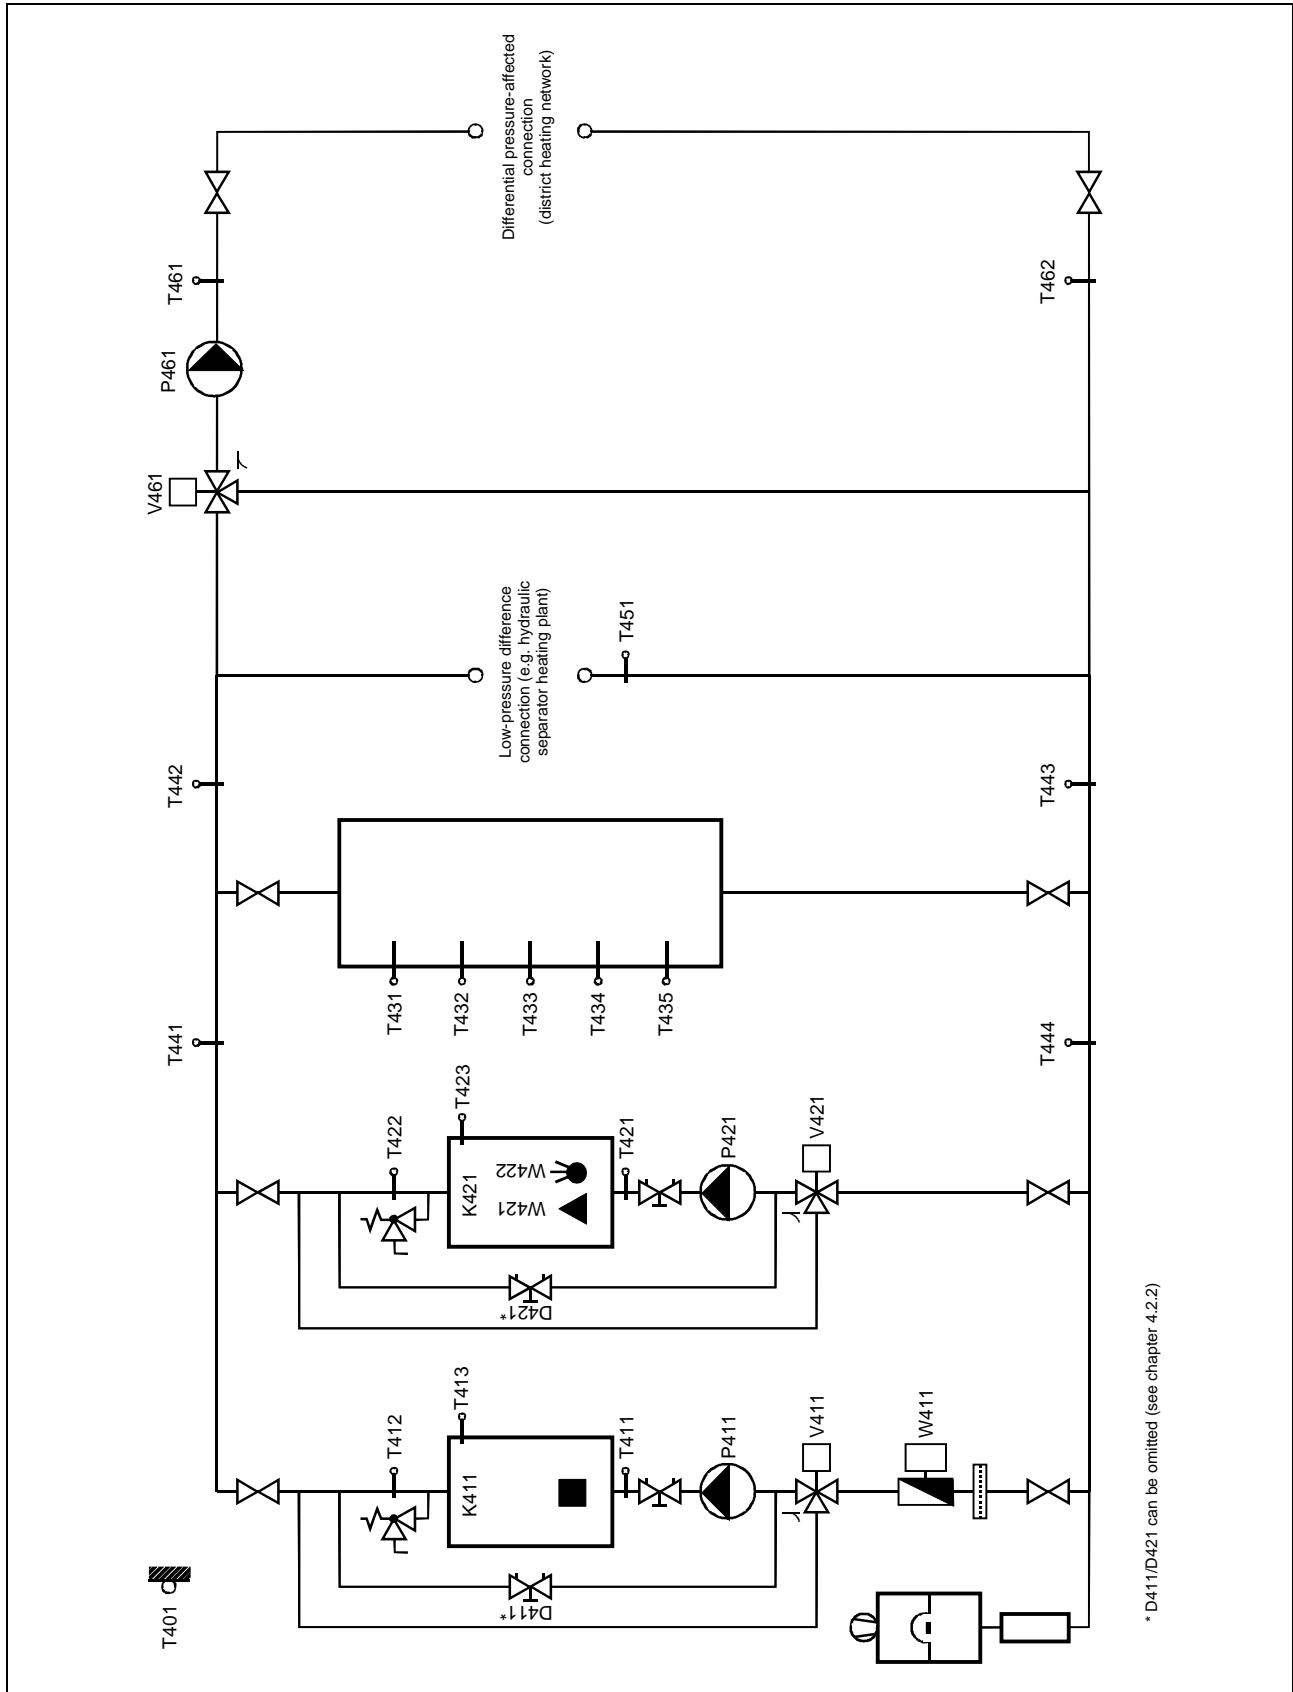 T401
T412
T413
K411
T411
P411
V411
W411
D411*
T422
T423
K421
W421
W422
T421
P421
V421
D421*
T441
T444
T431
T432
T433
T434
T435
T442
T443
Low-pressure difference
connection (e.g. hydraulic
separator heating plant)
T451
V461
P461
T461
T462
Differential pressure-affected
connection
(district heating network)
* D411/D421 can be omitted (see chapter 4.2.2)